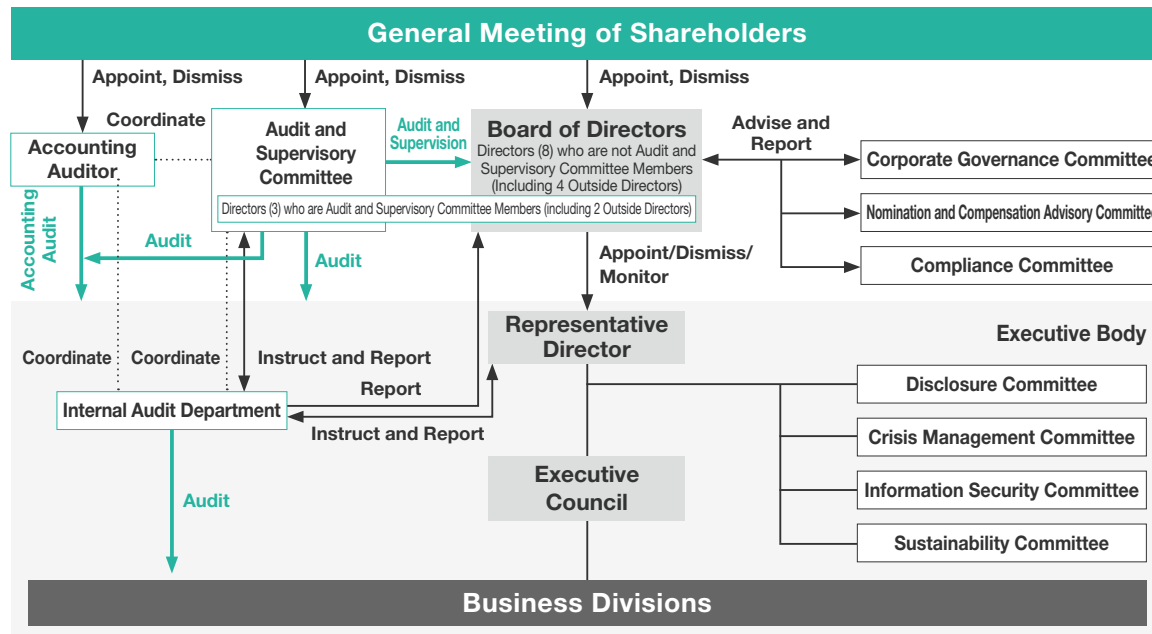 General Meeting of Shareholders
Appoint, Dismiss
Appoint, Dismiss
Appoint, Dismiss
Coordinate
Accounting
Auditor
Audit and
Supervisory
Committee
Audit and
Supervision
Board of Directors
Directors (8) who are not Audit and
Supervisory Committee Members
(Including 4 Outside Directors)
Directors (3) who are Audit and Supervisory Committee Members (including 2 Outside Directors)
Advise and
Report
Corporate Governance Committee
Nomination and Compensation Advisory Committee
Compliance Committee
Accounting
Audit
Audit
Audit
Appoint/Dismiss/
Monitor
Representative
Director
Executive Body
Coordinate
Coordinate
Instruct and Report
Report
Internal Audit Department
Instruct and Report
Disclosure Committee
Crisis Management Committee
Information Security Committee
Sustainability Committee
Audit
Executive
Council
Business Divisions